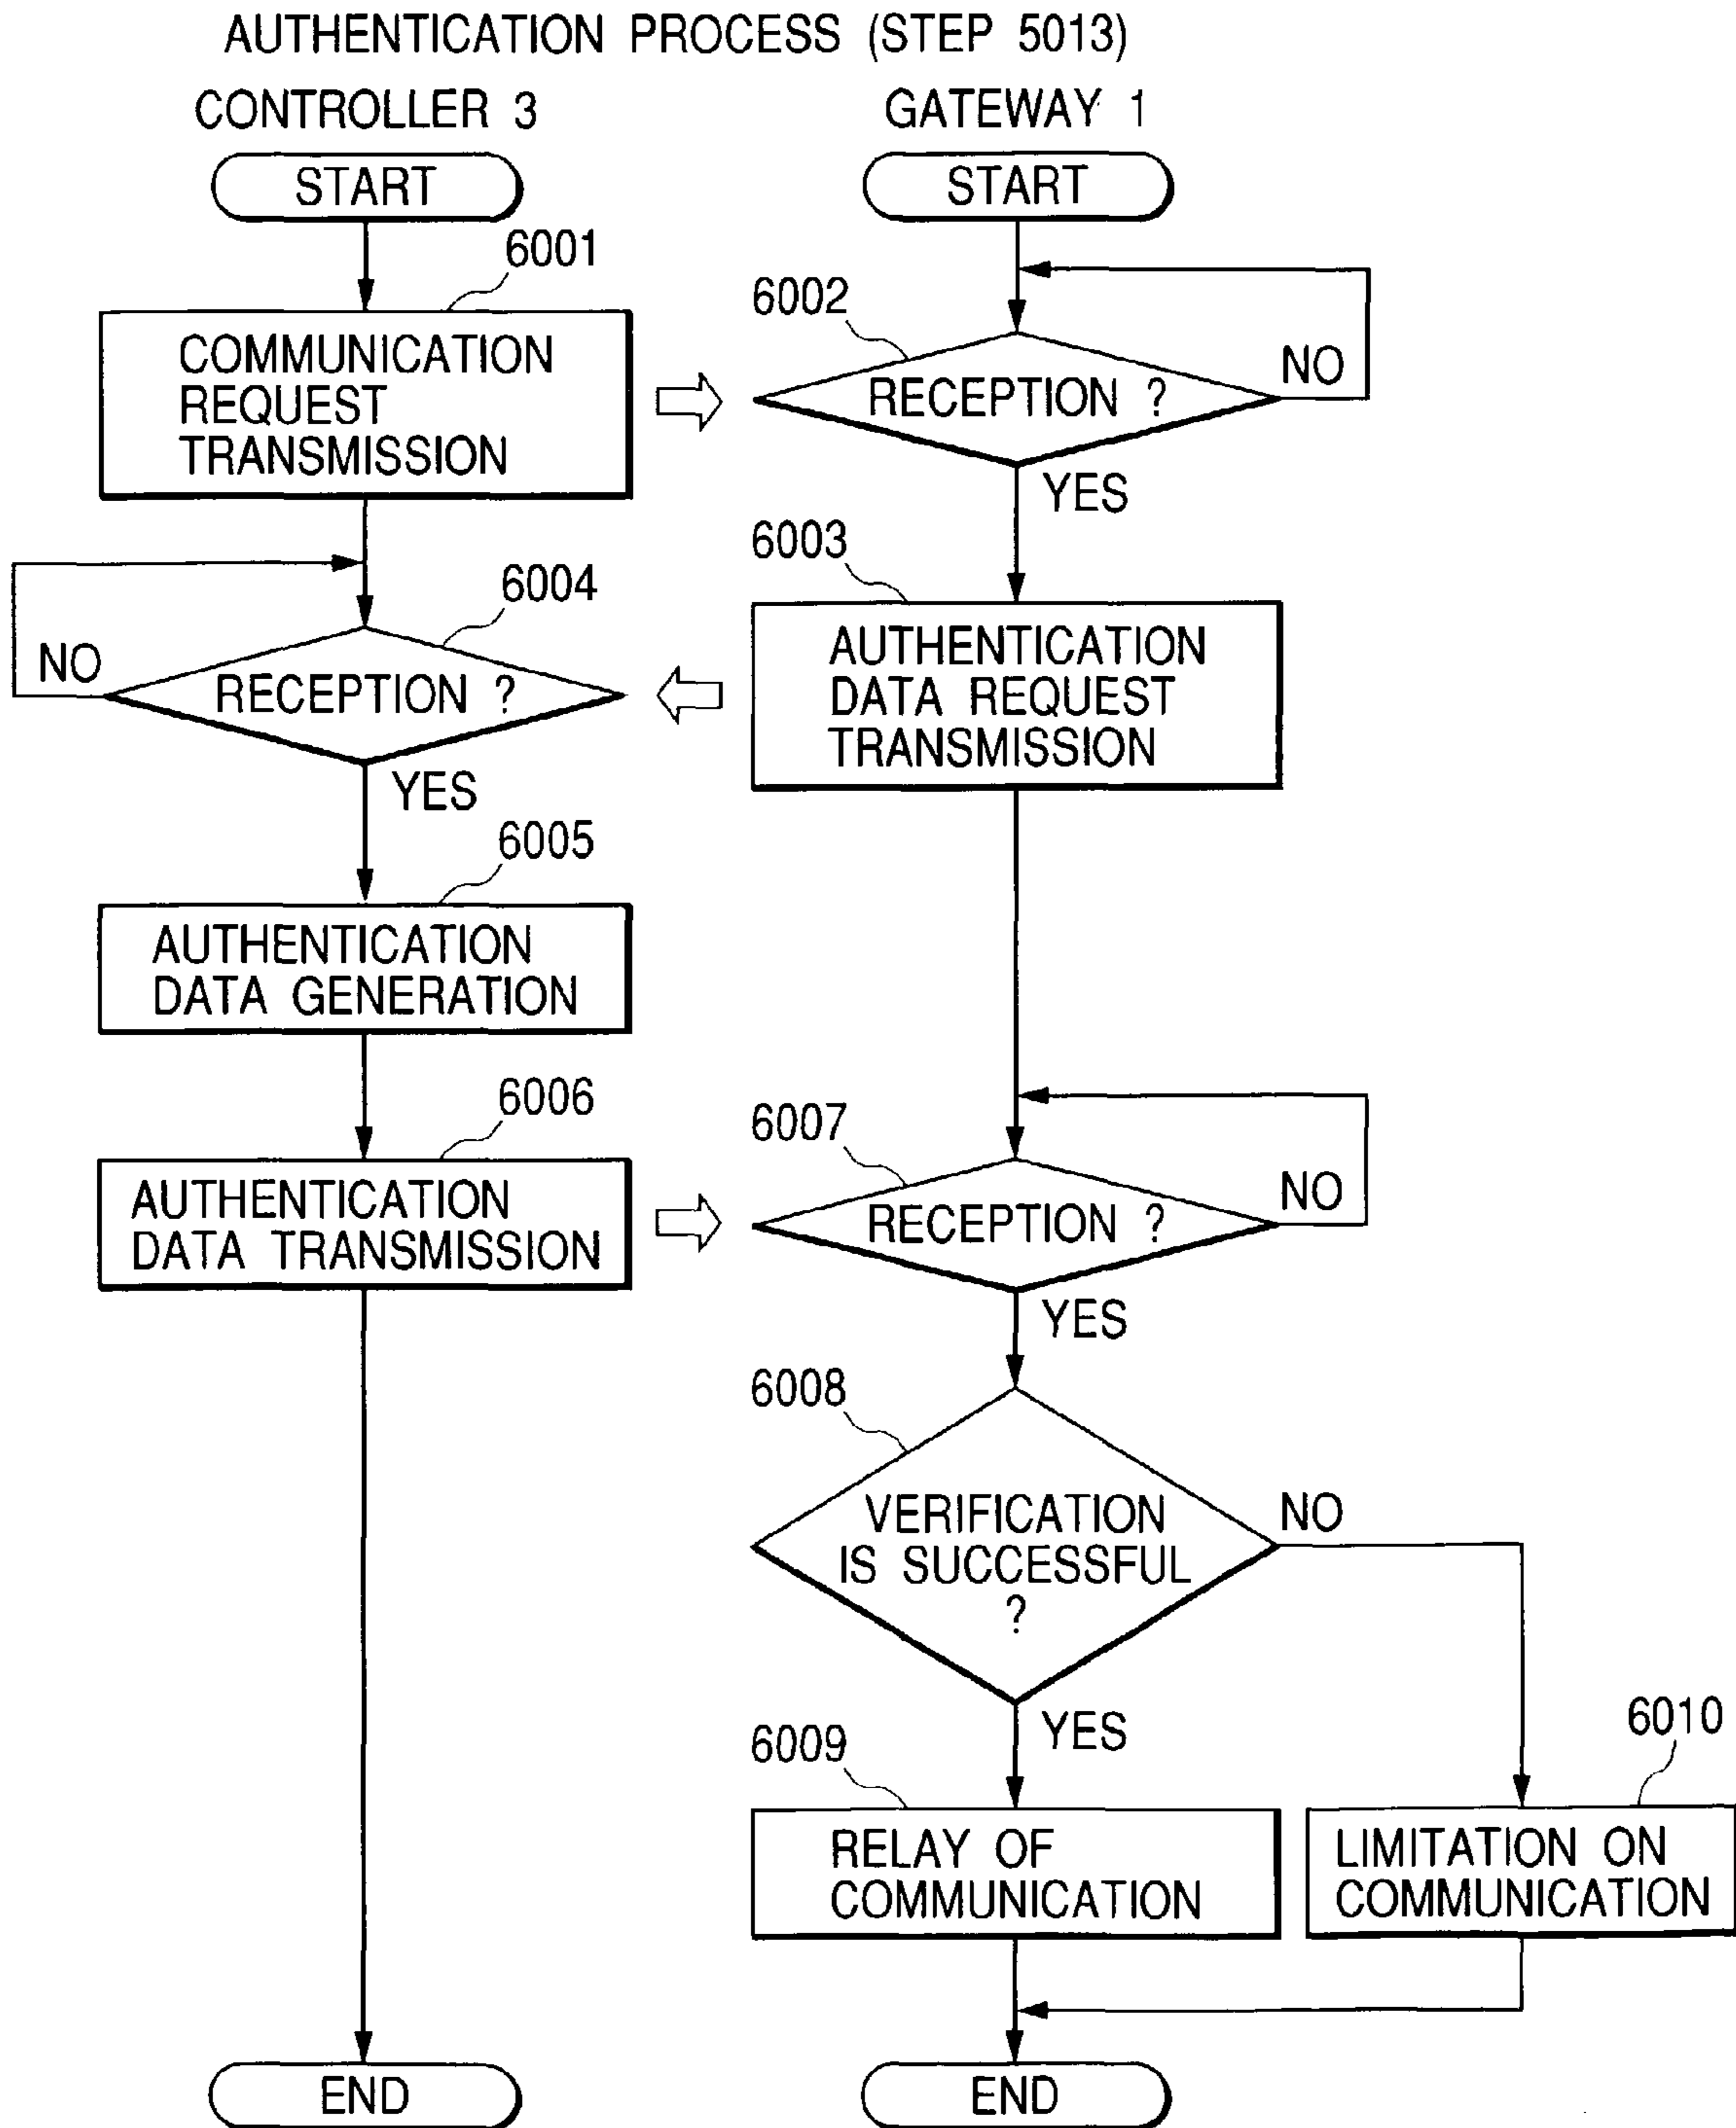 AUTHENTICATION PROCESS (STEP 5013)
CONTROLLER 3
GATEWAY 1
START
START
6001
6002
COMMUNICATION
REQUEST
TRANSMISSION
RECEPTION ?
NO
YES
6003
6004
AUTHENTICATION
DATA REQUEST
TRANSMISSION
NO
RECEPTION ?
YES
6005
AUTHENTICATION
DATA GENERATION
6006
6007
AUTHENTICATION
DATA TRANSMISSION
RECEPTION ?
NO
YES
6008
VERIFICATION
IS SUCCESSFUL
?
NO
YES
6009
6010
RELAY OF
COMMUNICATION
LIMITATION ON
COMMUNICATION
END
END